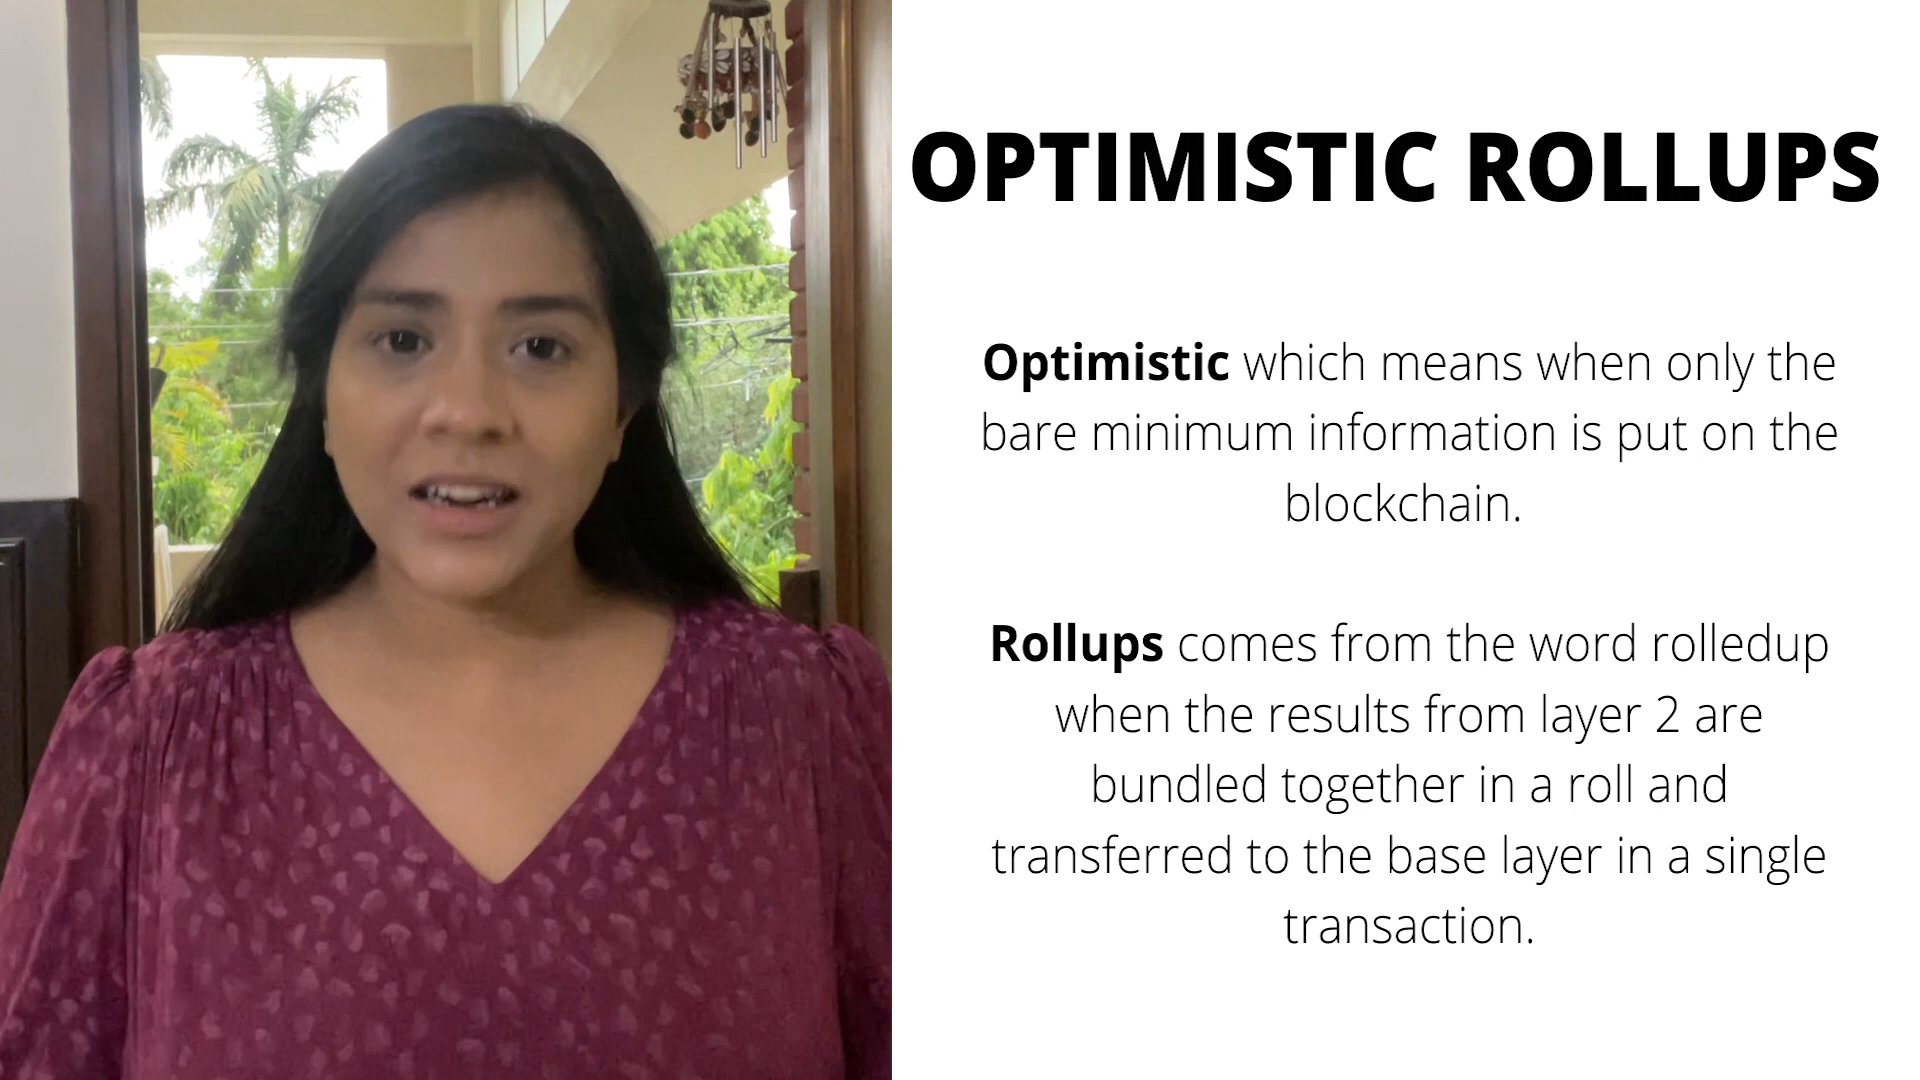 OPTIMISTIC ROLLUPS
Optimistic which means when only the
bare minimum information is put on the
blockchain.
Rollups comes from the word rolledup
when the results from layer 2 are
bundled together in a roll and
transferred to the base layer in a single
transaction.